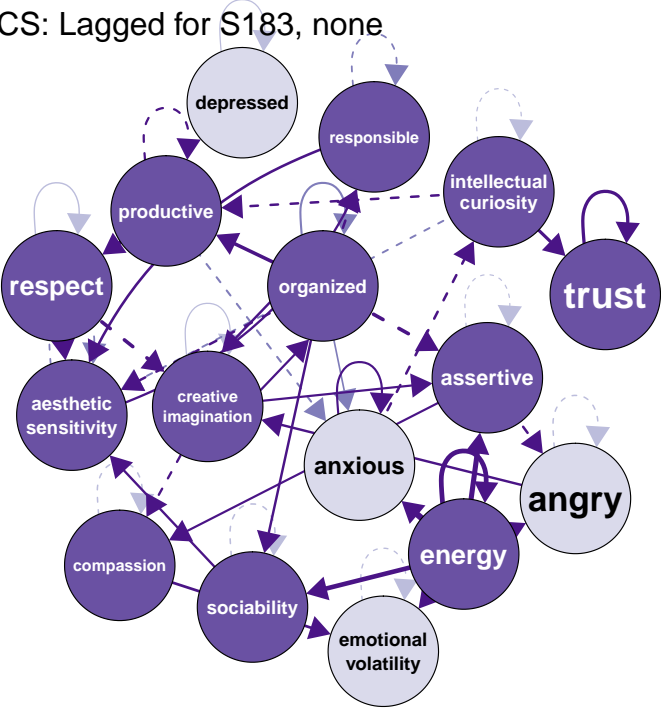 CS: Lagged for S183, none
depressed
responsible
intellectual
curiosity
productive
respect
organized
trust
assertive
aesthetic
sensitivity
creative
imagination
anxious
angry
energy
compassion
sociability
emotional
volatility